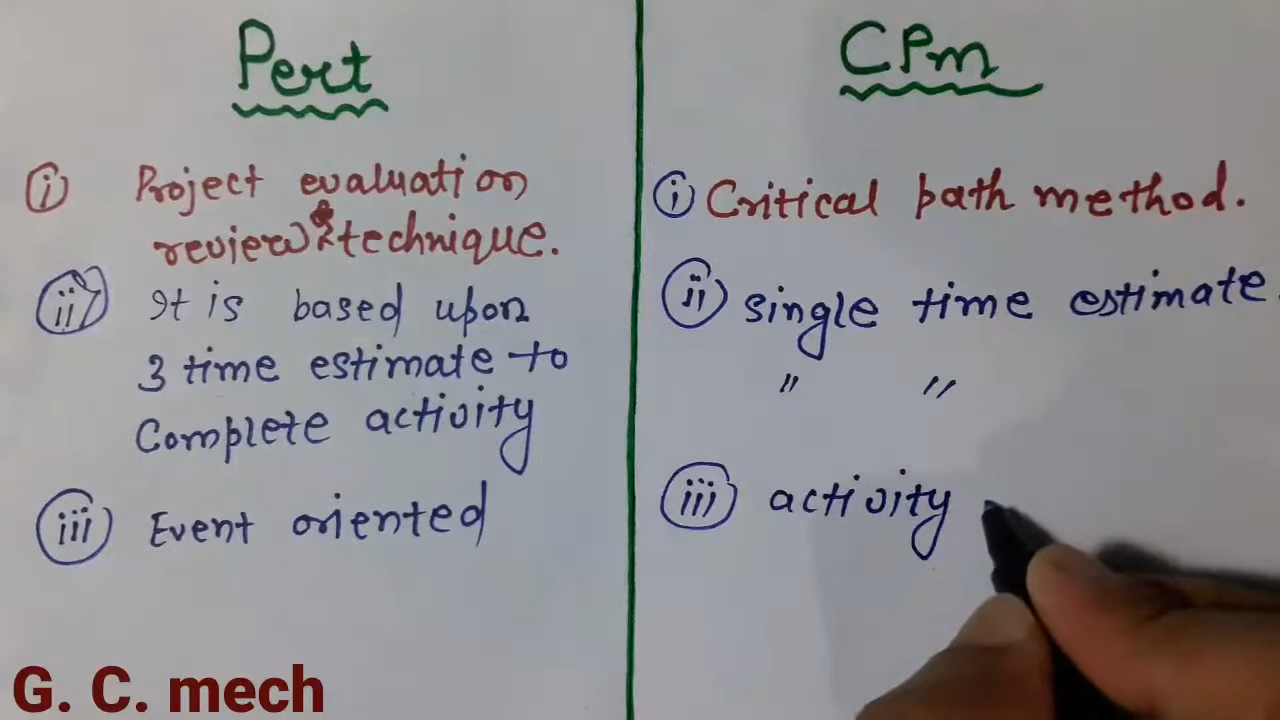 Pert
(i) Project evaluation
review & technique.
(ii) It is based upon
3 time estimate to
Complete activity
(iii) Event oriented
CPm
(i) Critical path method.
(ii) single time estimate.
" "
(iii) activity
G. C. mech